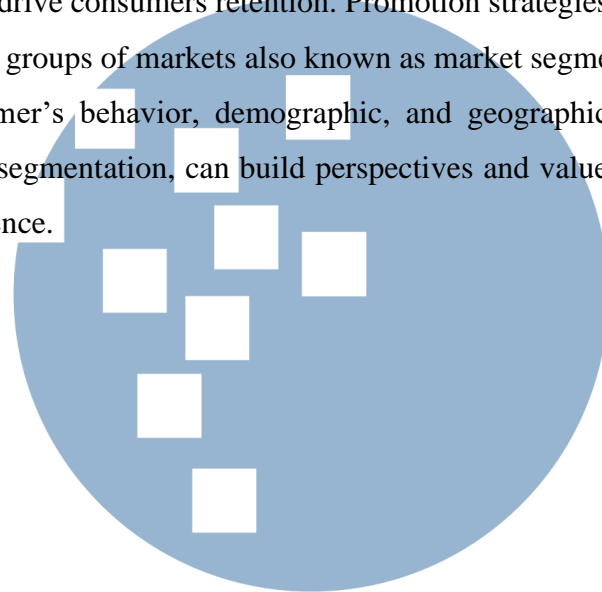 drive consumers retention. Promotion strategies
groups of markets also known as market segme
mer's behavior, demographic, and geographic
segmentation, can build perspectives and value
ence.